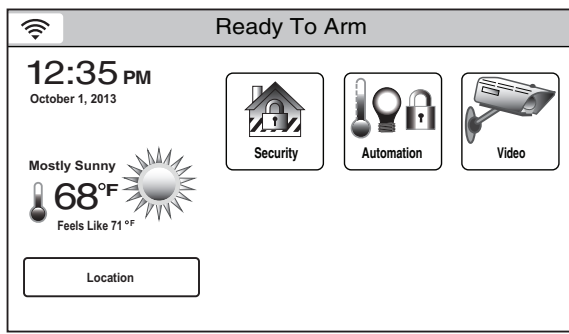 Ready To Arm
12:35 PM
October 1, 2013
Security
Automation
Video
Mostly Sunny
68°F
Feels Like 71°F
Location